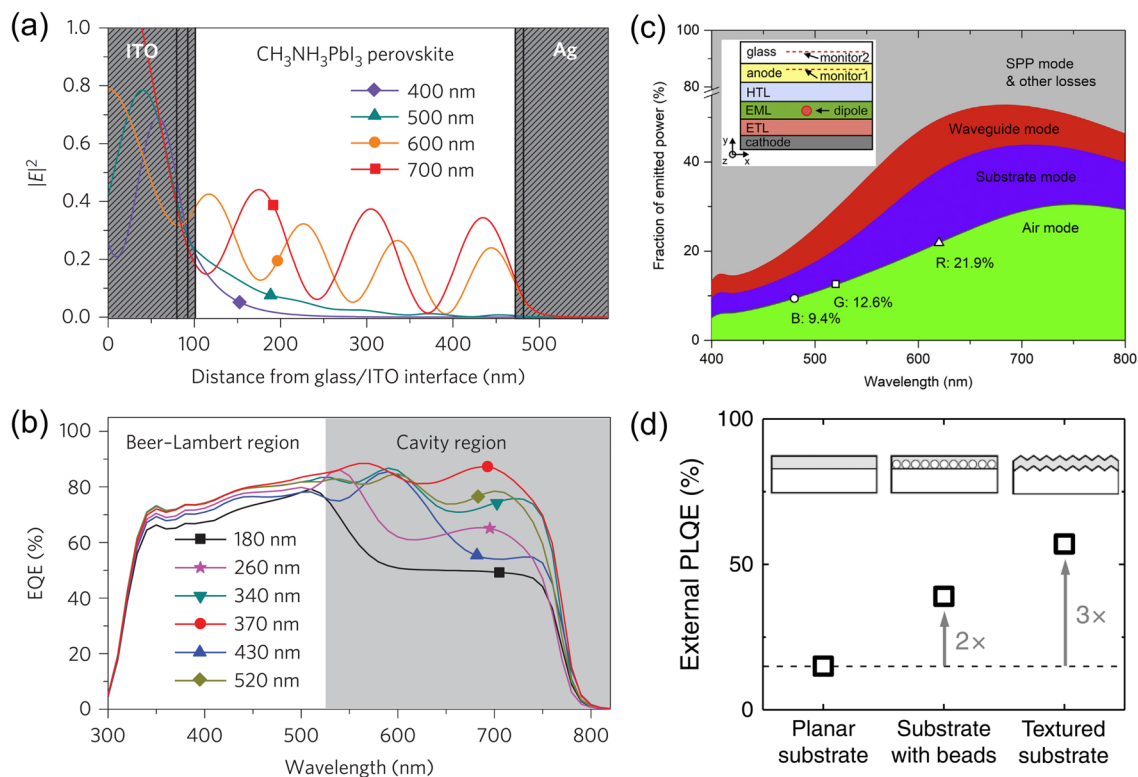 (a)
ITO
CH₃NH₃PbI₃ perovskite
Ag
400 nm
500 nm
600 nm
700 nm
|E|²
1.0
0.8
0.6
0.4
0.2
0.0
0 100 200 300 400 500
Distance from glass/ITO interface (nm)
(b)
Beer–Lambert region
Cavity region
180 nm
260 nm
340 nm
370 nm
430 nm
520 nm
EQE (%)
100
80
60
40
20
0
300 400 500 600 700 800
Wavelength (nm)
(c)
glass
monitor2
anode
monitor1
HTL
EML
dipole
ETL
cathode
y
z x
SPP mode
& other losses
Waveguide mode
Substrate mode
Air mode
R: 21.9%
G: 12.6%
B: 9.4%
Fraction of emitted power (%)
100
80
40
20
0
400 500 600 700 800
Wavelength (nm)
(d)
External PLQE (%)
100
50
0
2×
3×
Planar
substrate
Substrate
with beads
Textured
substrate